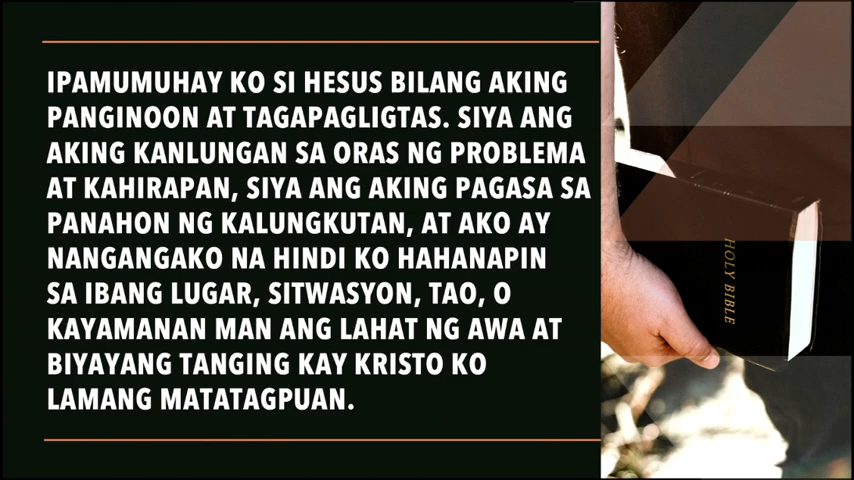 IPAMUMUHAY KO SI HESUS BILANG AKING
PANGINOON AT TAGAPAGLIGTAS. SIYA ANG
AKING KANLUNGAN SA ORAS NG PROBLEMA
AT KAHIRAPAN, SIYA ANG AKING PAGASA SA
PANAHON NG KALUNGKUTAN, AT AKO AY
NANGANGAKO NA HINDI KO HAHANAPIN
SA IBANG LUGAR, SITWASYON, TAO, O
KAYAMANAN MAN ANG LAHAT NG AWA AT
BIYAYANG TANGING KAY KRISTO KO
LAMANG MATATAGPUAN.
HOLY BIBLE